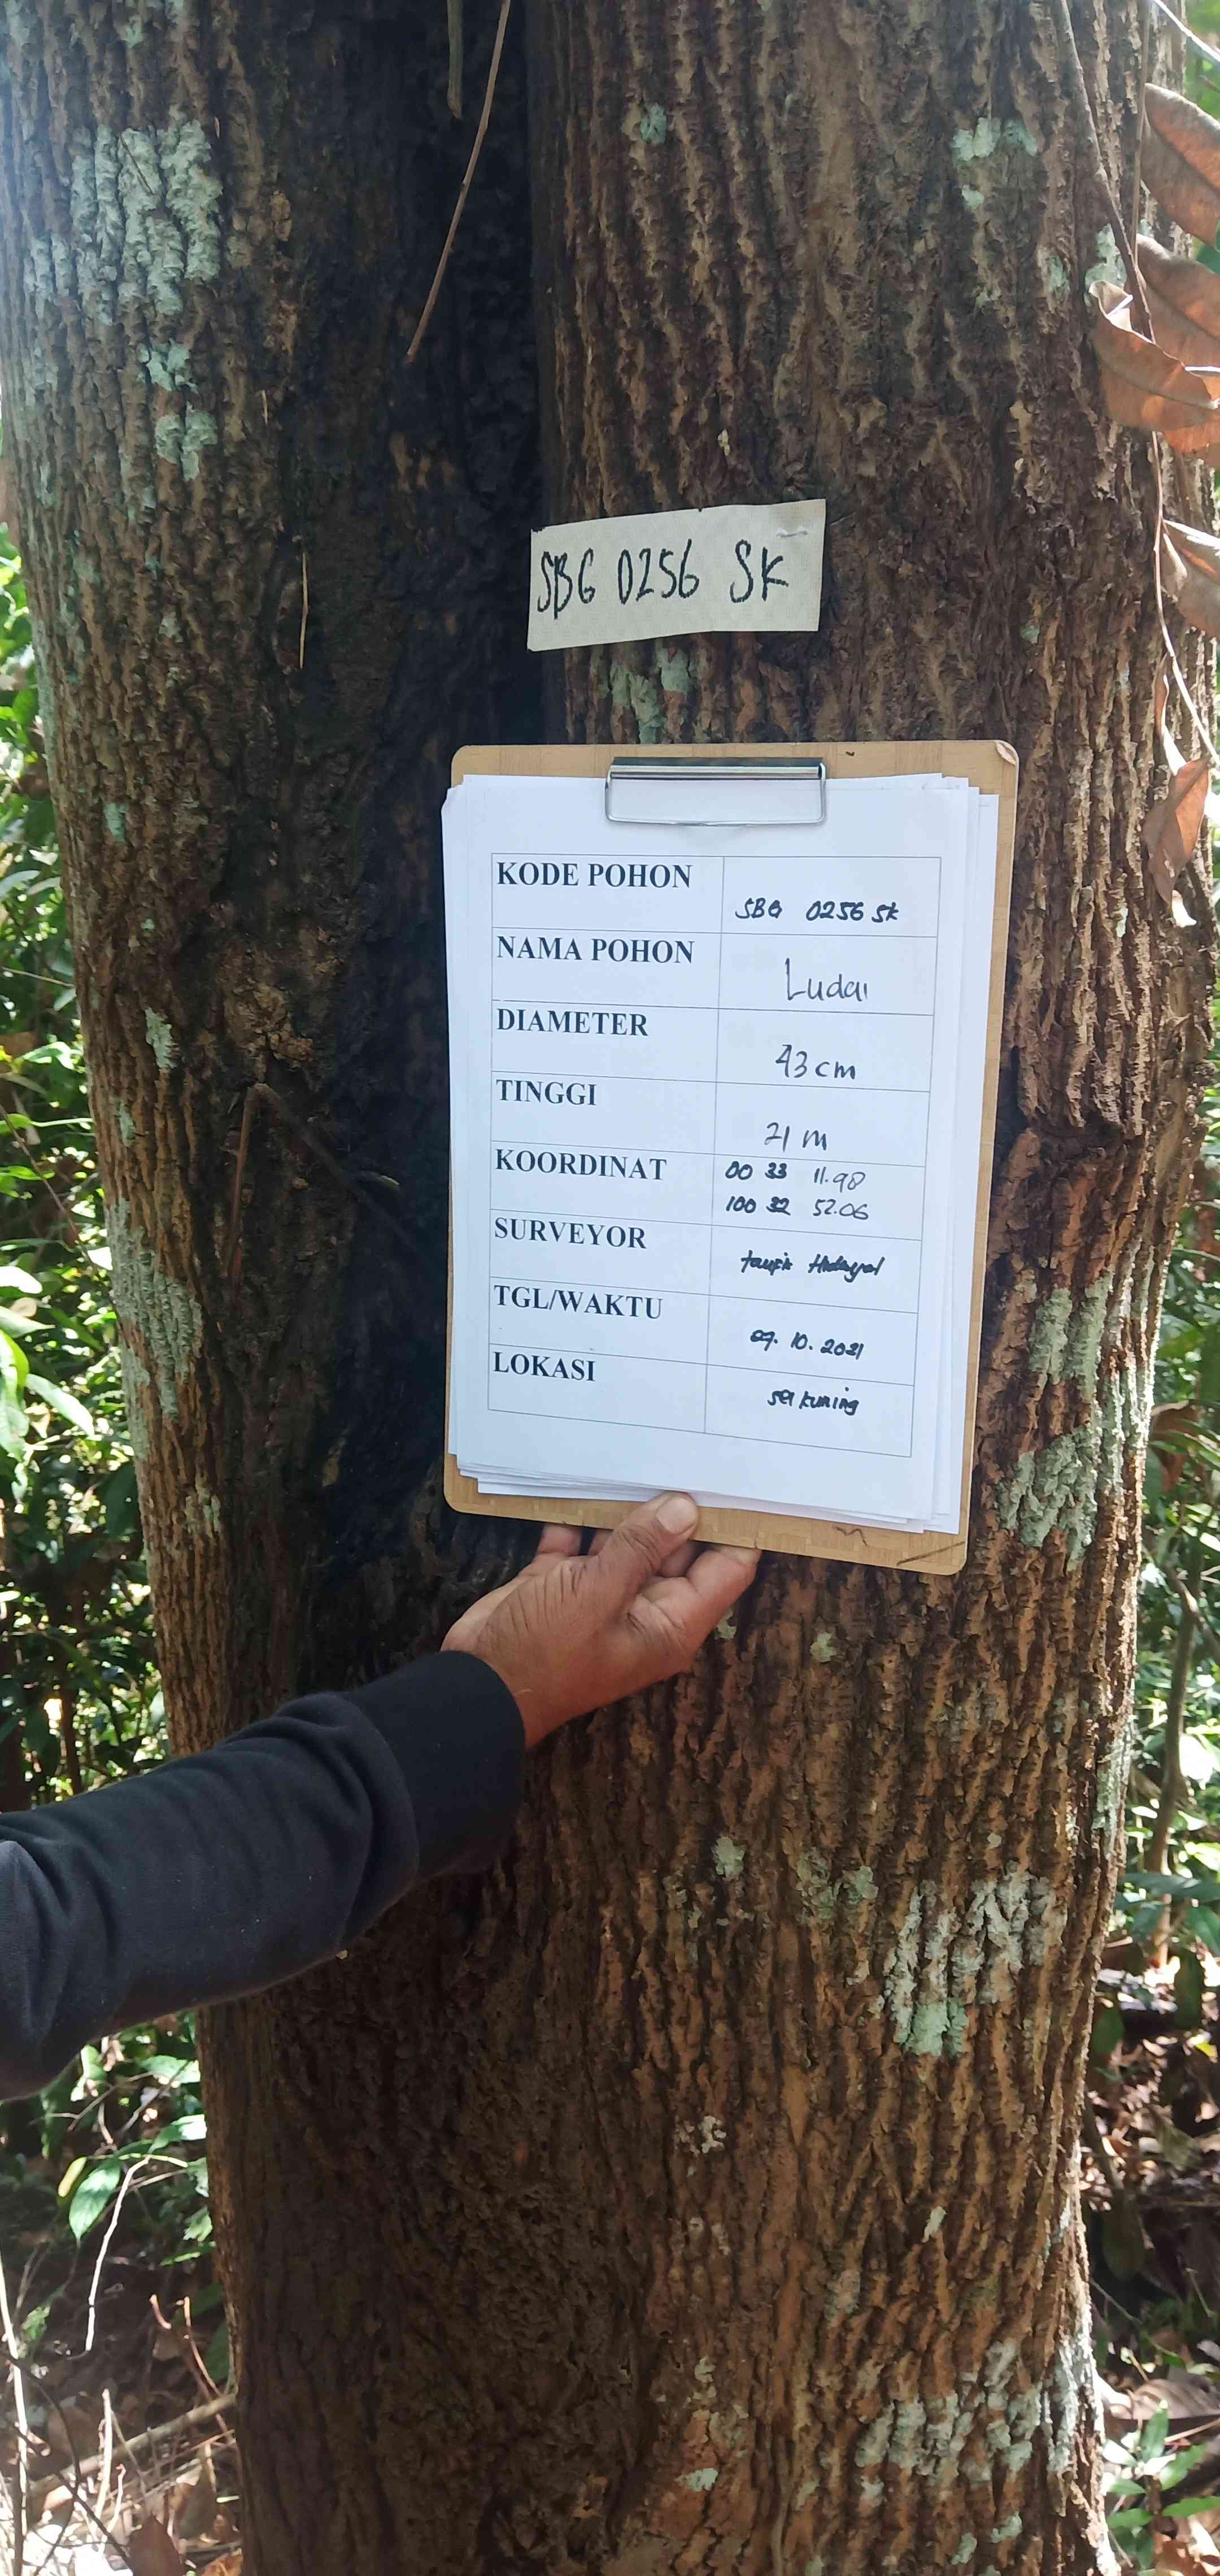 SBG 0256 SK
KODE POHON
SBG 0256 SK
NAMA POHON
Ludai
DIAMETER
43 cm
TINGGI
21 m
KOORDINAT
00 33 11.98
100 32 52.06
SURVEYOR
taufik Hidayat
TGL/WAKTU
09. 10. 2021
LOKASI
sei kuning